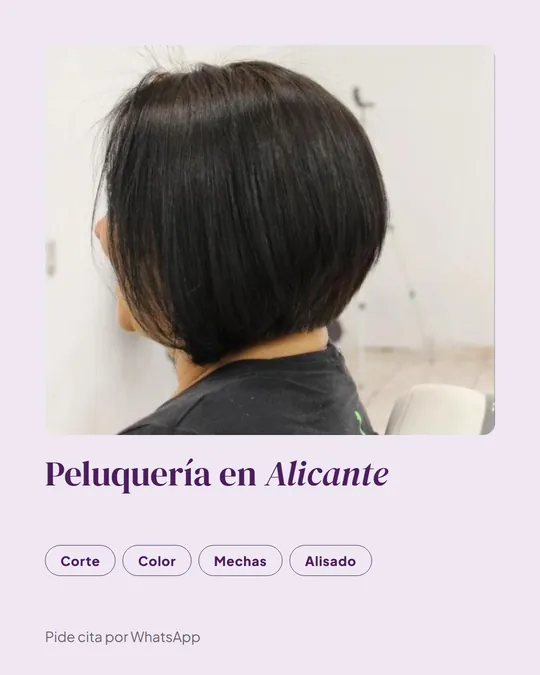 Peluquería en Alicante
Corte Color Mechas Alisado
Pide cita por WhatsApp